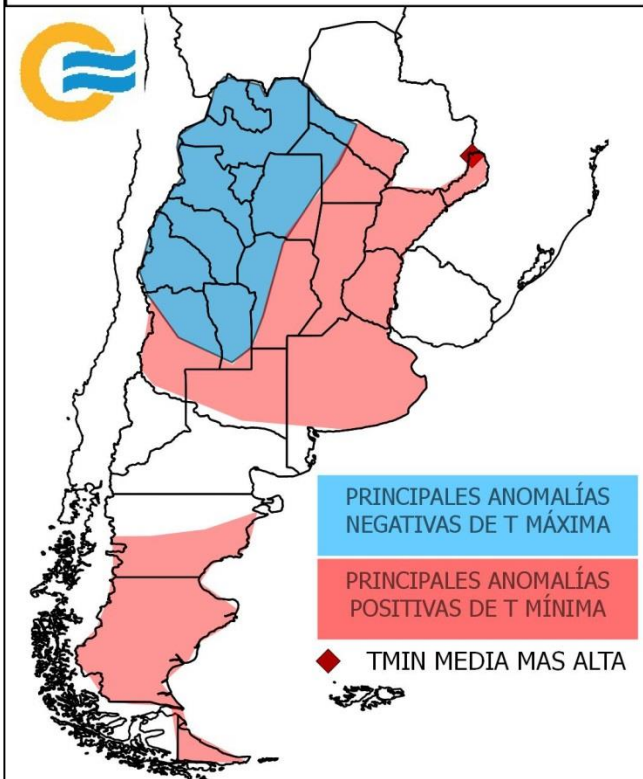 PRINCIPALES ANOMALÍAS
NEGATIVAS DE T MÁXIMA
PRINCIPALES ANOMALÍAS
POSITIVAS DE T MÍNIMA
TMIN MEDIA MAS ALTA